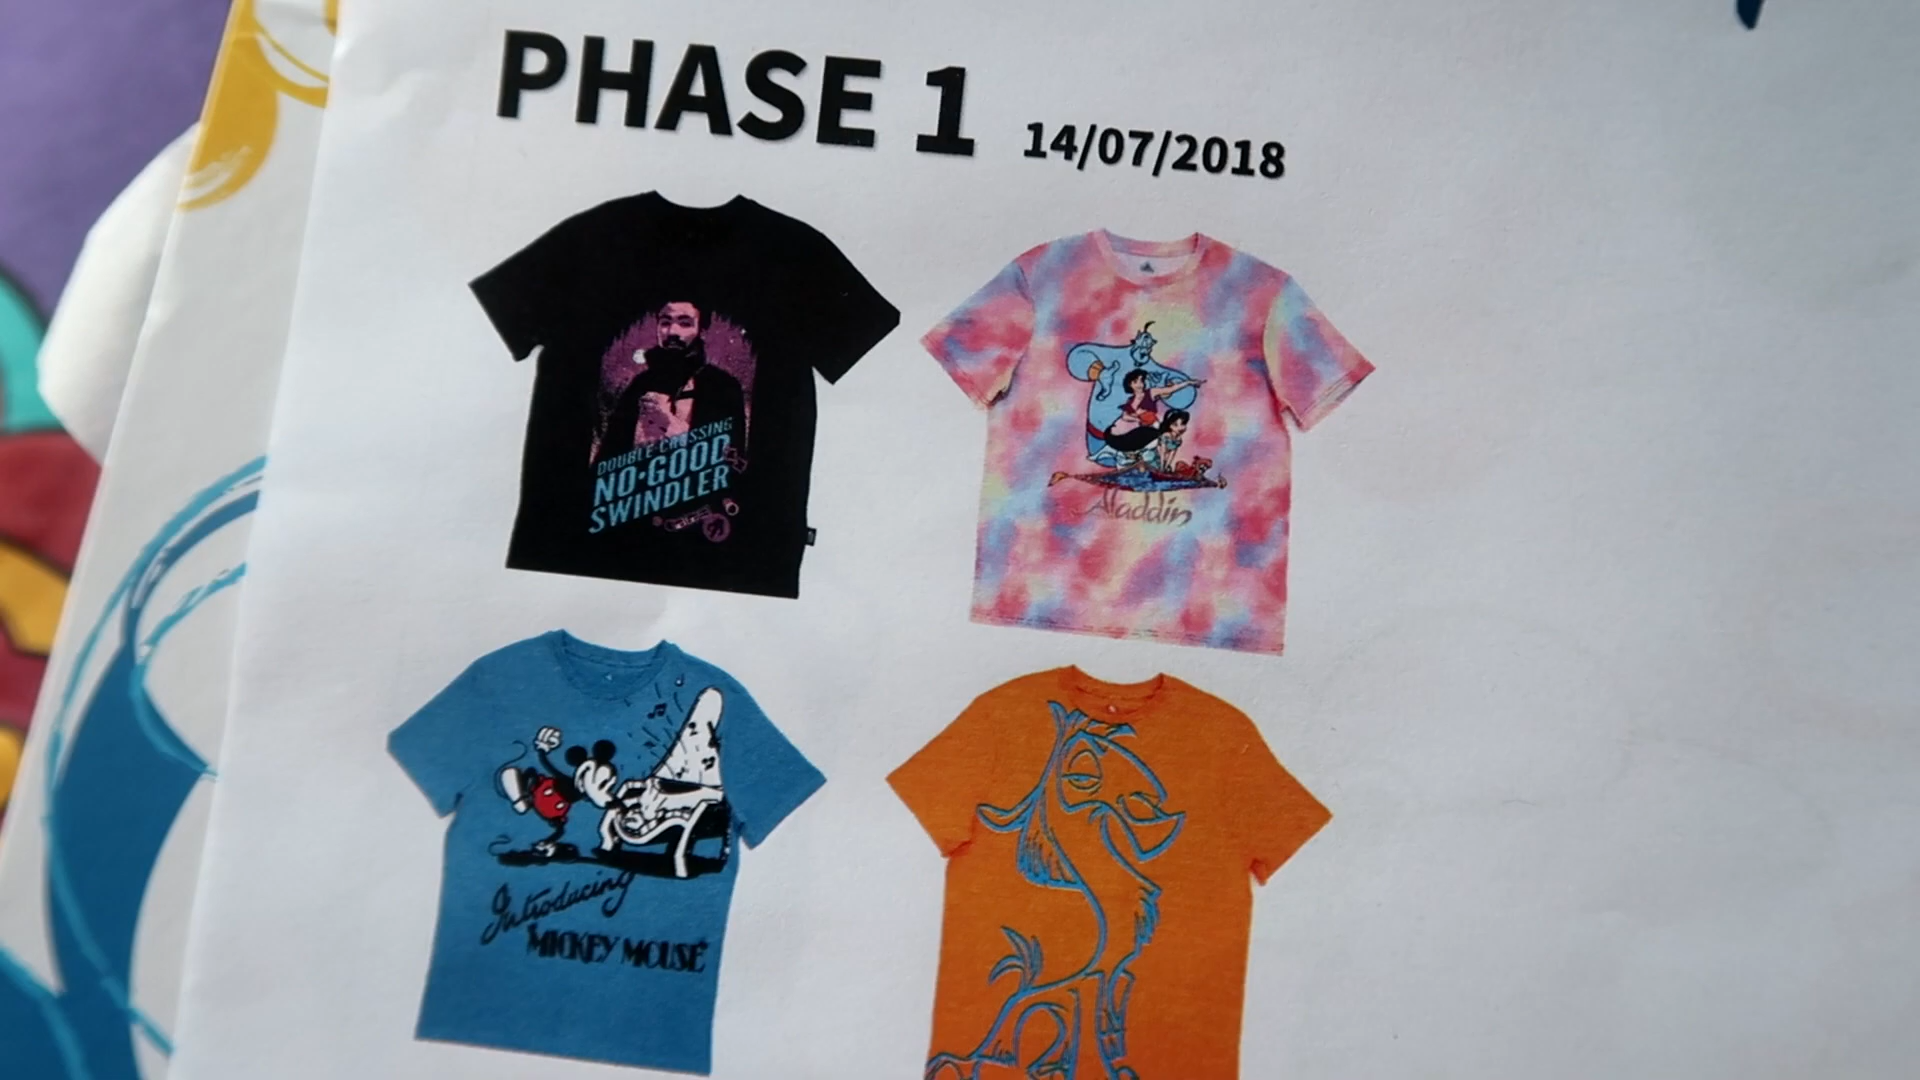 PHASE 1 14/07/2018
DOUBLE-CROSSING
NO-GOOD
SWINDLER
Aladdin
Introducing
MICKEY MOUSE